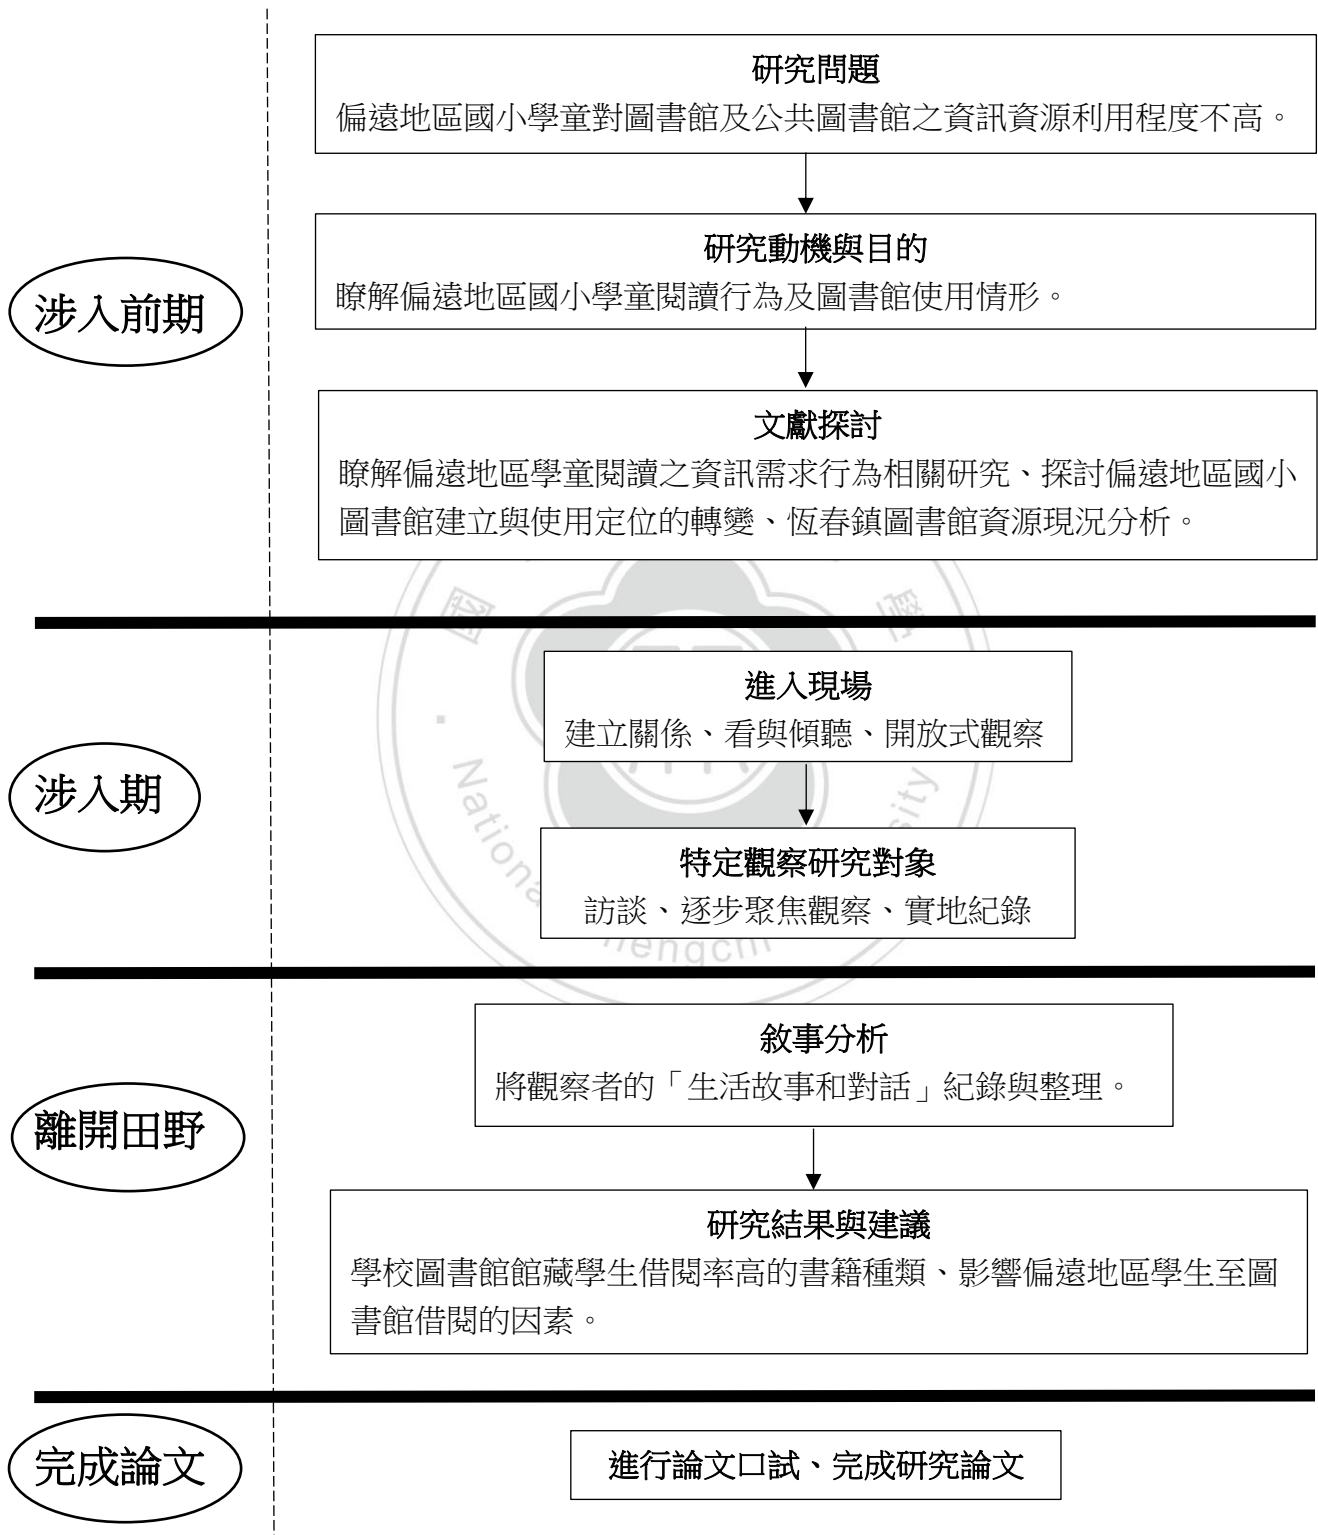 研究問題
偏遠地區國小學童對圖書館及公共圖書館之資訊資源利用程度不高。
涉入前期
研究動機與目的
瞭解偏遠地區國小學童閱讀行為及圖書館使用情形。
文獻探討
瞭解偏遠地區學童閱讀之資訊需求行為相關研究、探討偏遠地區國小
圖書館建立與使用定位的轉變、恆春鎮圖書館資源現況分析。
國
學
涉入期
進入現場
建立關係、看與傾聽、開放式觀察
特定觀察研究對象
訪談、逐步聚焦觀察、實地紀錄
離開田野
敘事分析
將觀察者的「生活故事和對話」紀錄與整理。
研究結果與建議
學校圖書館館藏學生借閱率高的書籍種類、影響偏遠地區學生至圖
書館借閱的因素。
完成論文
進行論文口試、完成研究論文